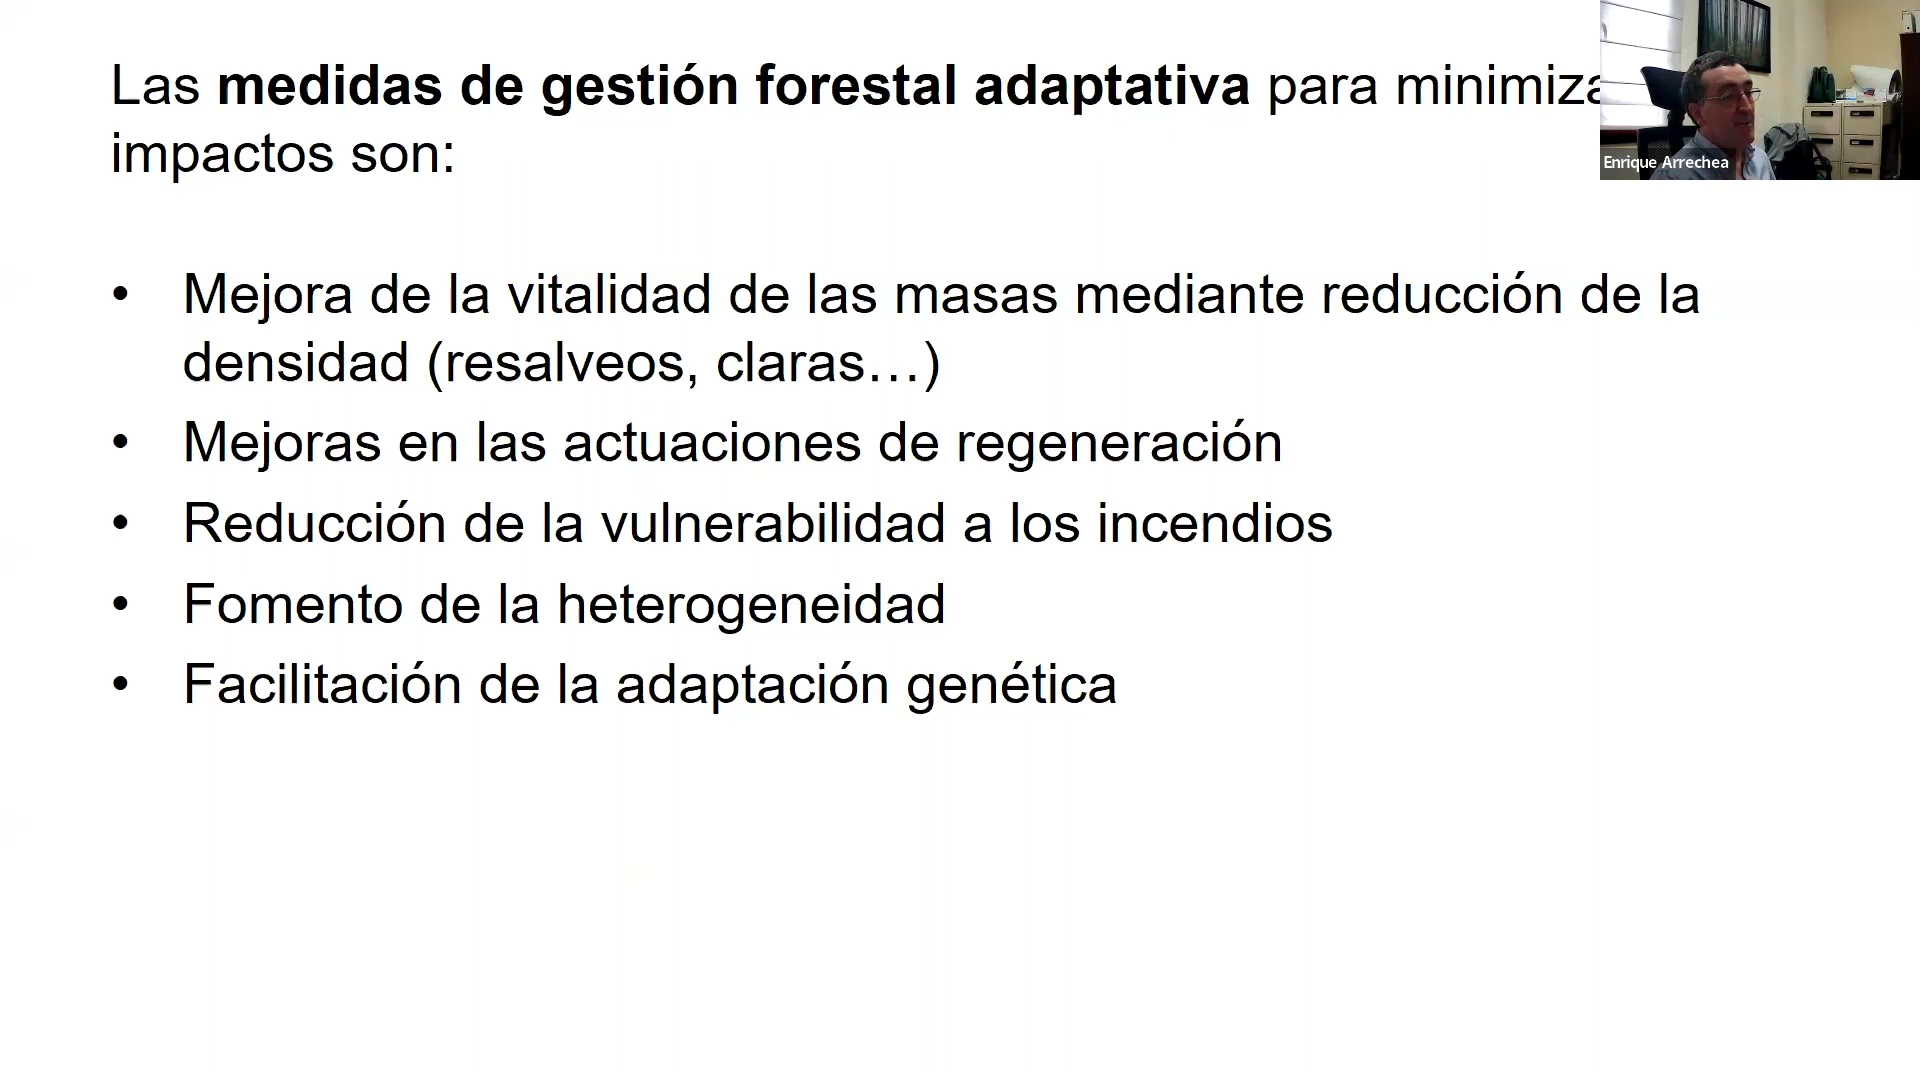 Las medidas de gestión forestal adaptativa para
impactos son:
Enrique Arrechea
• Mejora de la vitalidad de las masas mediante reducción de la
densidad (resalveos, claras…)
• Mejoras en las actuaciones de regeneración
• Reducción de la vulnerabilidad a los incendios
• Fomento de la heterogeneidad
• Facilitación de la adaptación genética